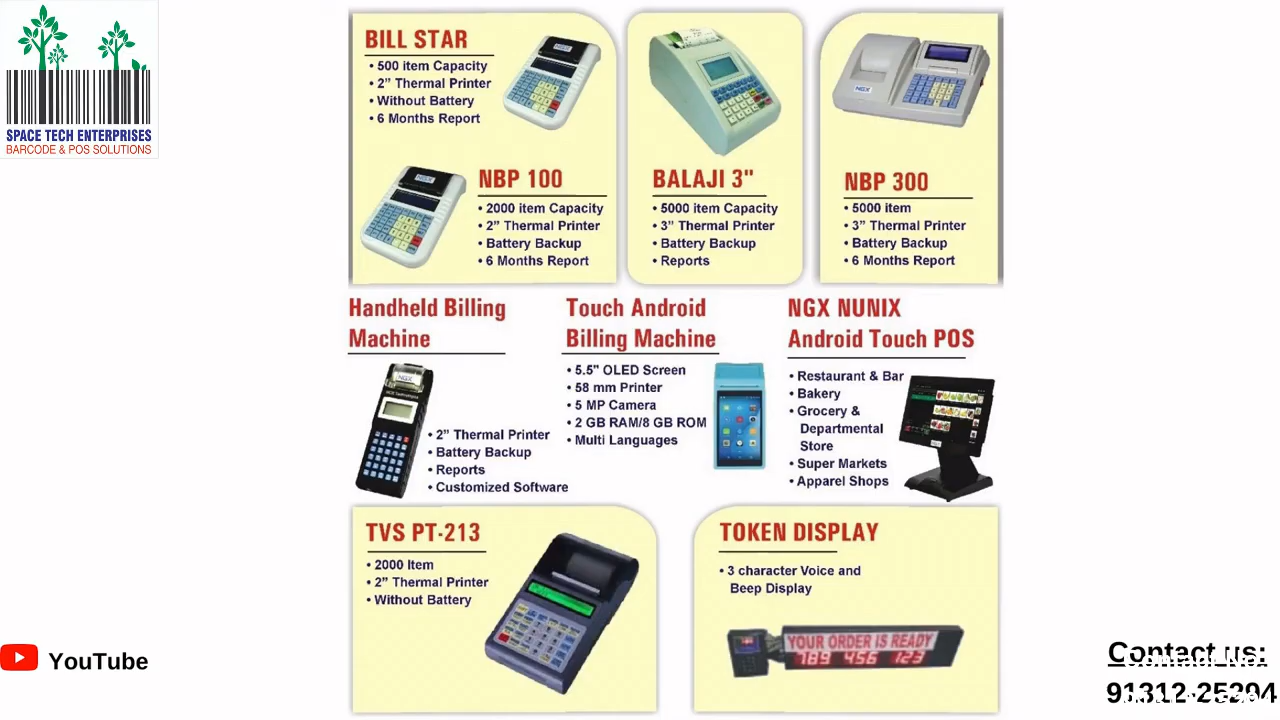 SPACE TECH ENTERPRISES
BARCODE & POS SOLUTIONS
BILL STAR
• 500 item Capacity
• 2” Thermal Printer
• Without Battery
• 6 Months Report
NGX
NBP 100
• 2000 item Capacity
• 2” Thermal Printer
• Battery Backup
• 6 Months Report
BALAJI 3"
• 5000 item Capacity
• 3” Thermal Printer
• Battery Backup
• Reports
NGX
NBP 300
• 5000 item
• 3” Thermal Printer
• Battery Backup
• 6 Months Report
Handheld Billing
Machine
NGX
• 2” Thermal Printer
• Battery Backup
• Reports
• Customized Software
Touch Android
Billing Machine
• 5.5" OLED Screen
• 58 mm Printer
• 5 MP Camera
• 2 GB RAM/8 GB ROM
• Multi Languages
NGX NUNIX
Android Touch POS
• Restaurant & Bar
• Bakery
• Grocery &
Departmental
Store
• Super Markets
• Apparel Shops
TVS PT-213
• 2000 Item
• 2” Thermal Printer
• Without Battery
TOKEN DISPLAY
• 3 character Voice and
Beep Display
YOUR ORDER IS READY
789 456 123
YouTube
Contact us:
91312-25294